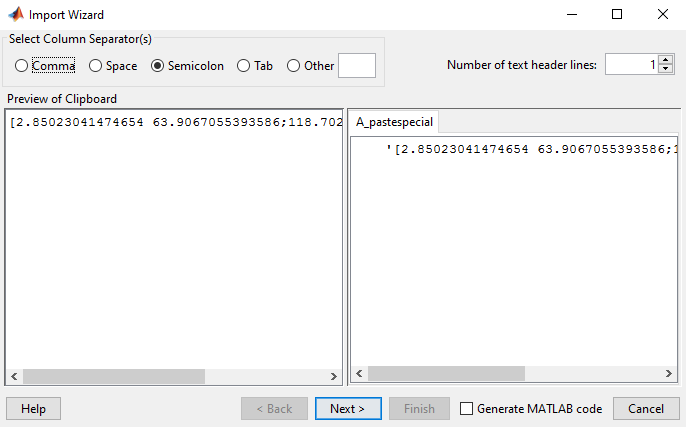 Import Wizard
Select Column Separator(s)
Comma Space Semicolon Tab Other
Number of text header lines: 1
Preview of Clipboard
[2.85023041474654 63.9067055393586;118.702
A_pastespecial
'[2.85023041474654 63.9067055393586;1
Help
< Back
Next >
Finish
Generate MATLAB code
Cancel